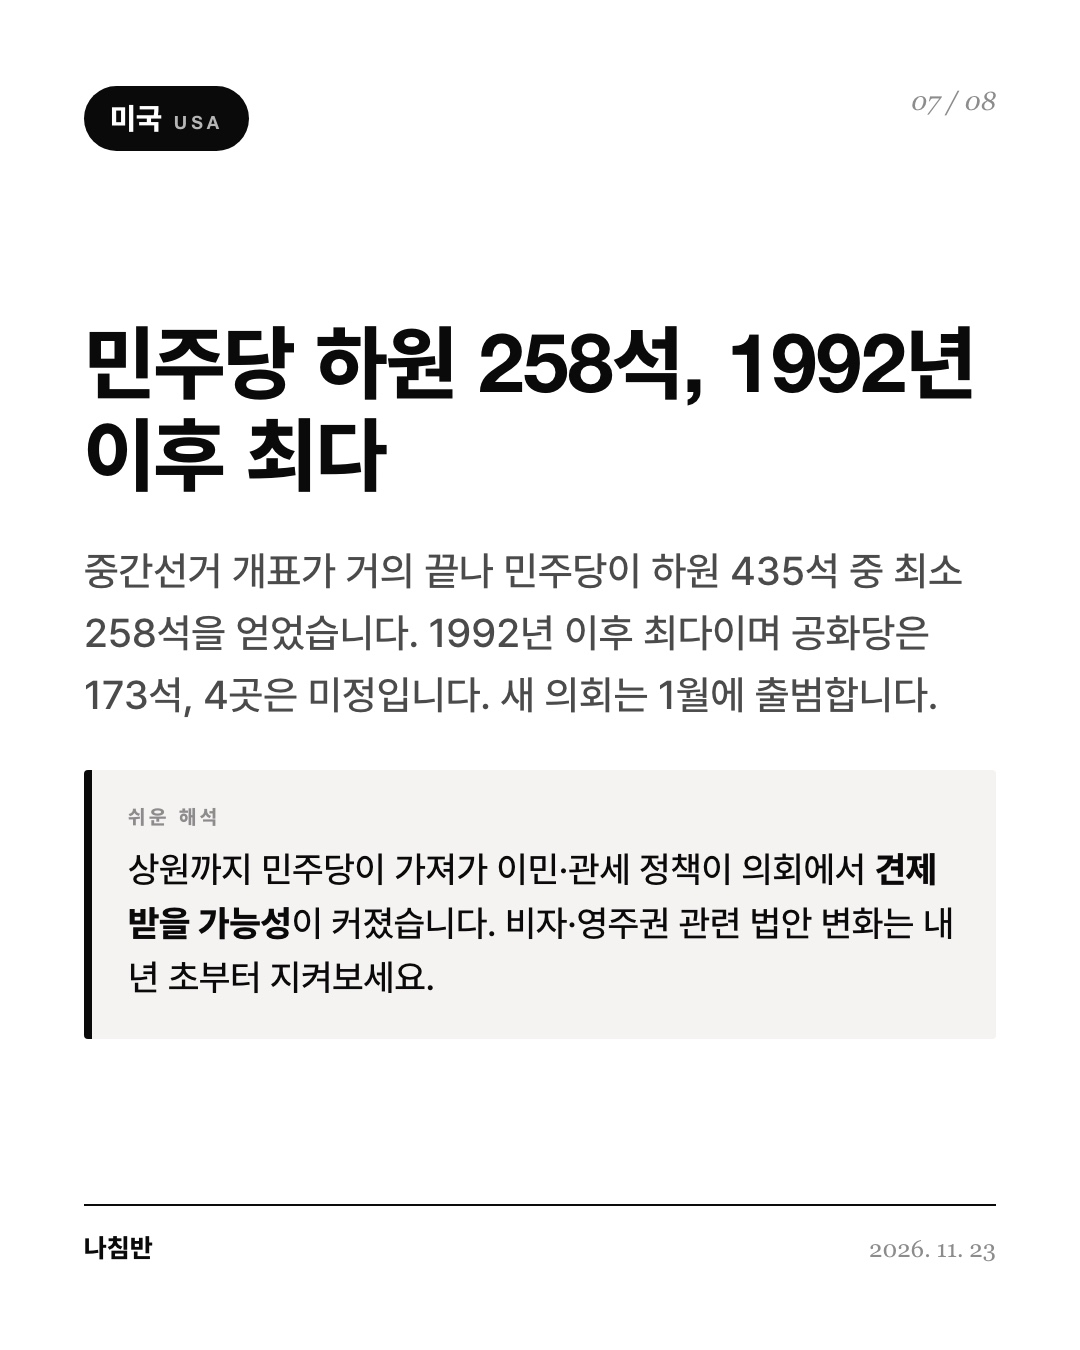 미국 USA
07 / 08
민주당 하원 258석, 1992년
이후 최다
중간선거 개표가 거의 끝나 민주당이 하원 435석 중 최소
258석을 얻었습니다. 1992년 이후 최다이며 공화당은
173석, 4곳은 미정입니다. 새 의회는 1월에 출범합니다.
쉬운 해석
상원까지 민주당이 가져가 이민·관세 정책이 의회에서 견제
받을 가능성이 커졌습니다. 비자·영주권 관련 법안 변화는 내
년 초부터 지켜보세요.
나침반
2026. 11. 23